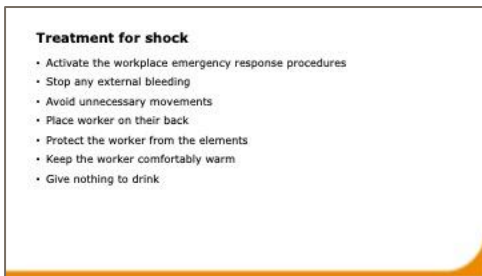 Treatment for shock
• Activate the workplace emergency response procedures
• Stop any external bleeding
• Avoid unnecessary movements
• Place worker on their back
• Protect the worker from the elements
• Keep the worker comfortably warm
• Give nothing to drink